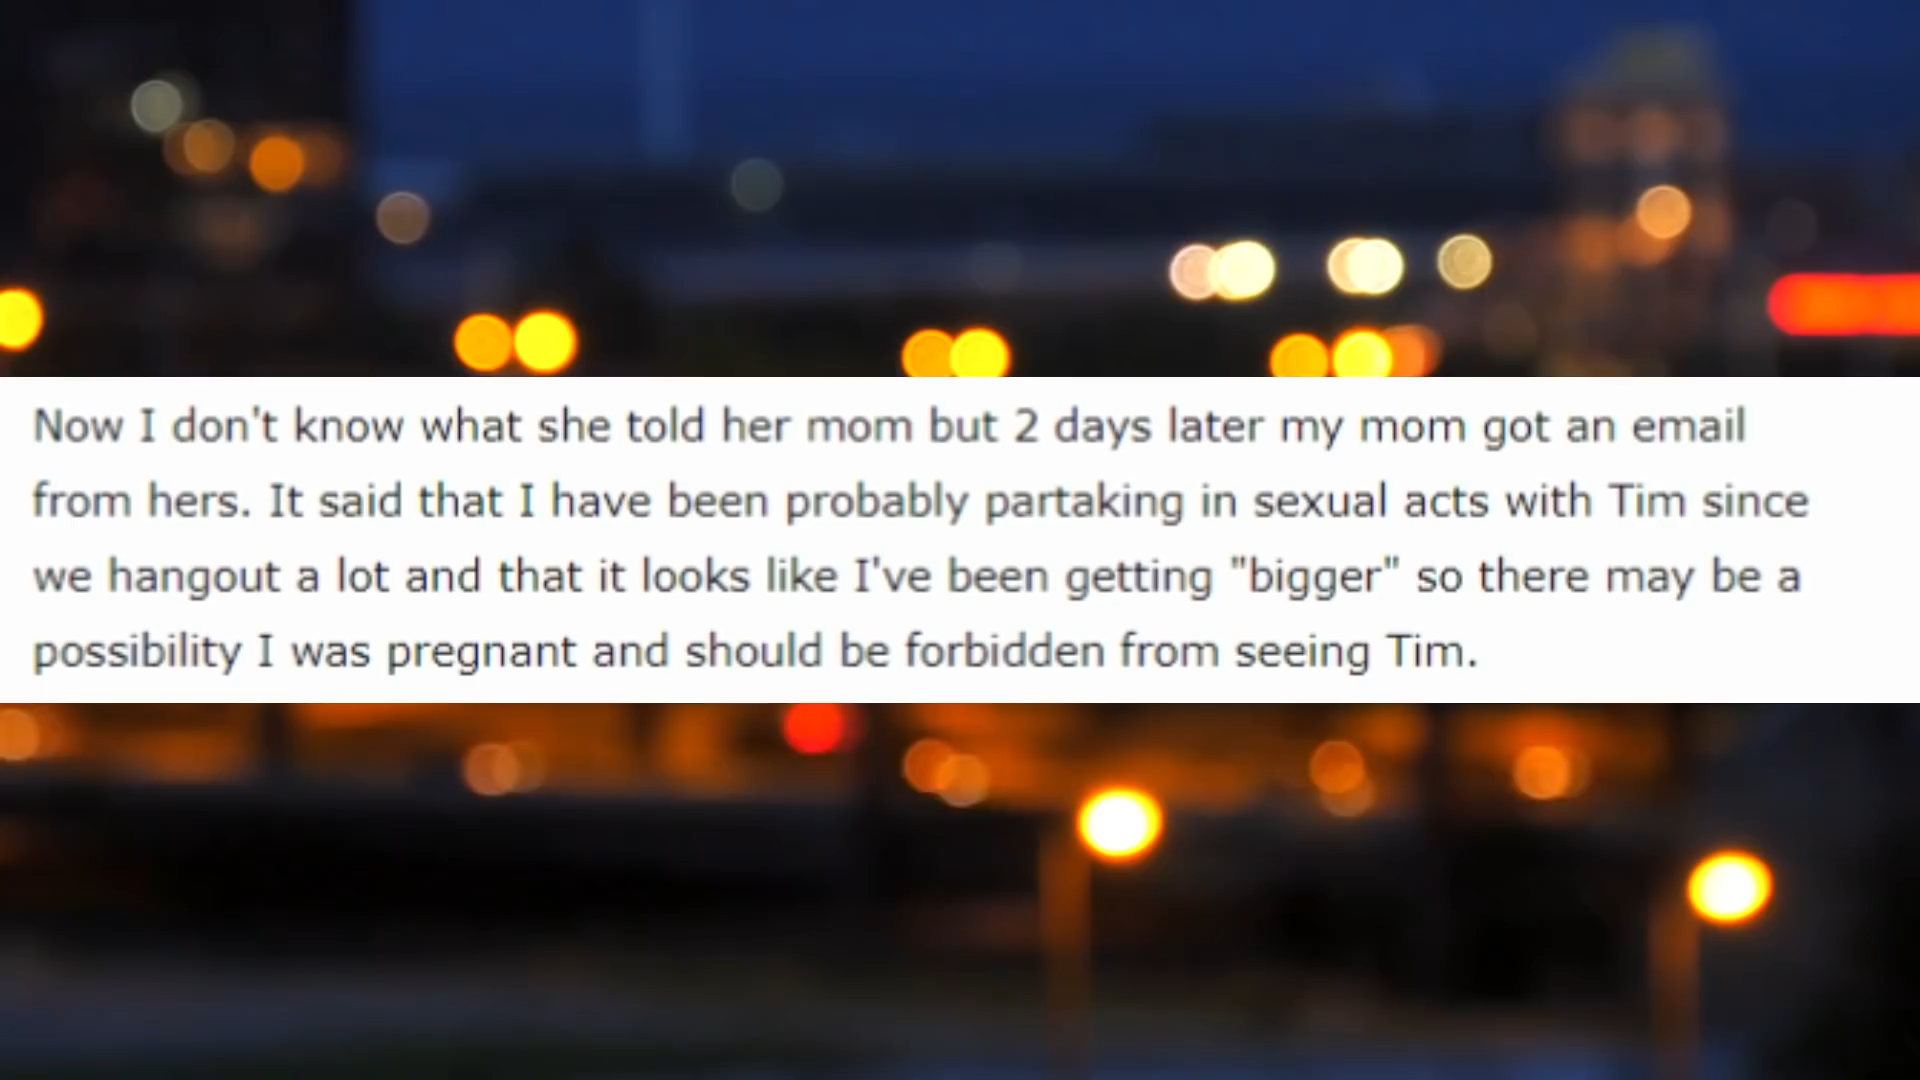 Now I don't know what she told her mom but 2 days later my mom got an email
from hers. It said that I have been probably partaking in sexual acts with Tim since
we hangout a lot and that it looks like I've been getting "bigger" so there may be a
possibility I was pregnant and should be forbidden from seeing Tim.